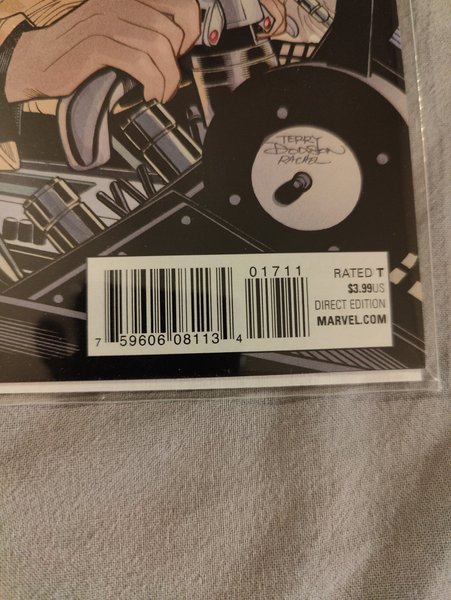 TERRY
DODSON
RACHEL
01711
RATED T
$3.99US
DIRECT EDITION
MARVEL.COM
7 59606 08113 4